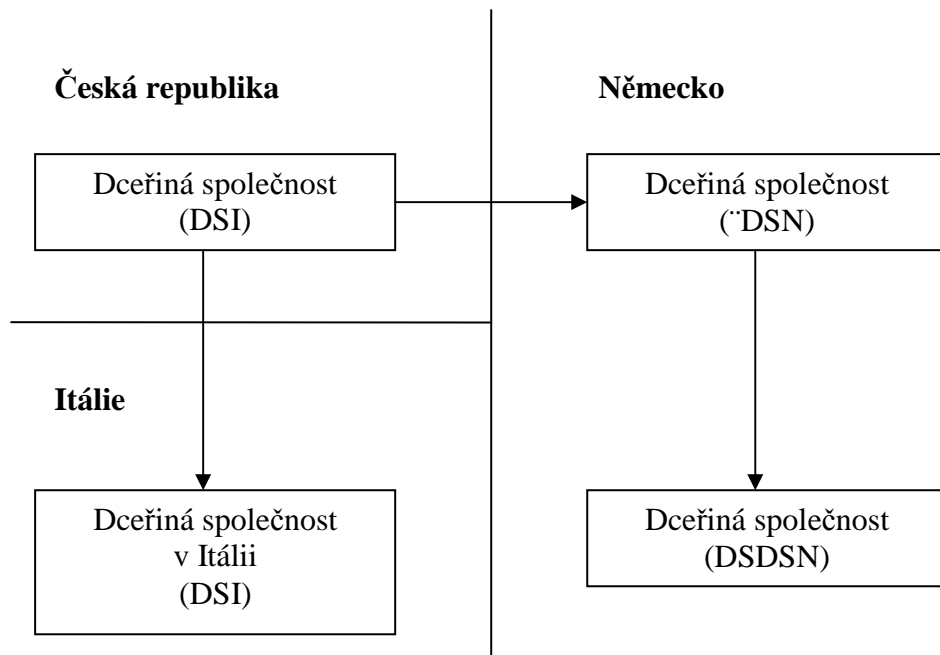 Česká republika
Německo
Dceřiná společnost
(DSI)
Dceřiná společnost
(¨DSN)
Itálie
Dceřiná společnost
v Itálii
(DSI)
Dceřiná společnost
(DSDSN)